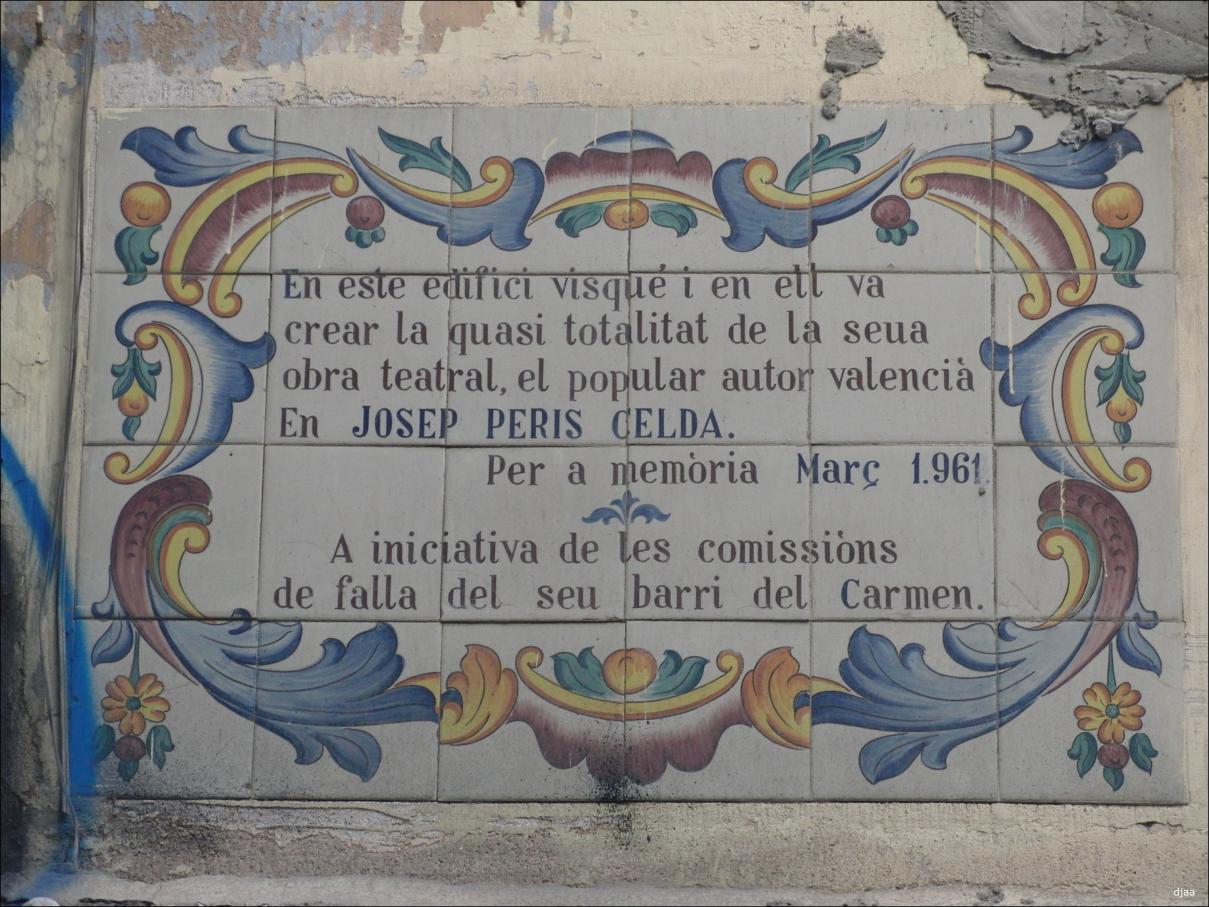 En este edifici visqué i en ell va
crear la quasi totalitat de la seua
obra teatral, el popular autor valencià
En JOSEP PERIS CELDA.
Per a memòria Març 1.961
A iniciativa de les comissiòns
de falla del seu barri del Carmen.
djaa